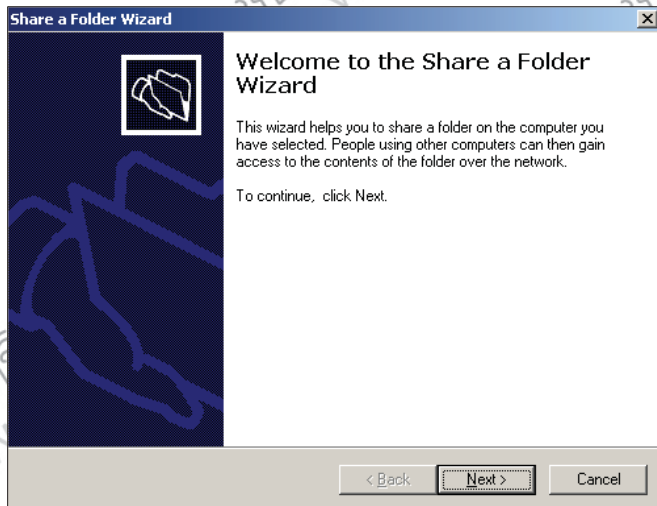 Share a Folder Wizard
Welcome to the Share a Folder
Wizard
This wizard helps you to share a folder on the computer you
have selected. People using other computers can then gain
access to the contents of the folder over the network.
To continue, click Next.
< Back
Next >
Cancel